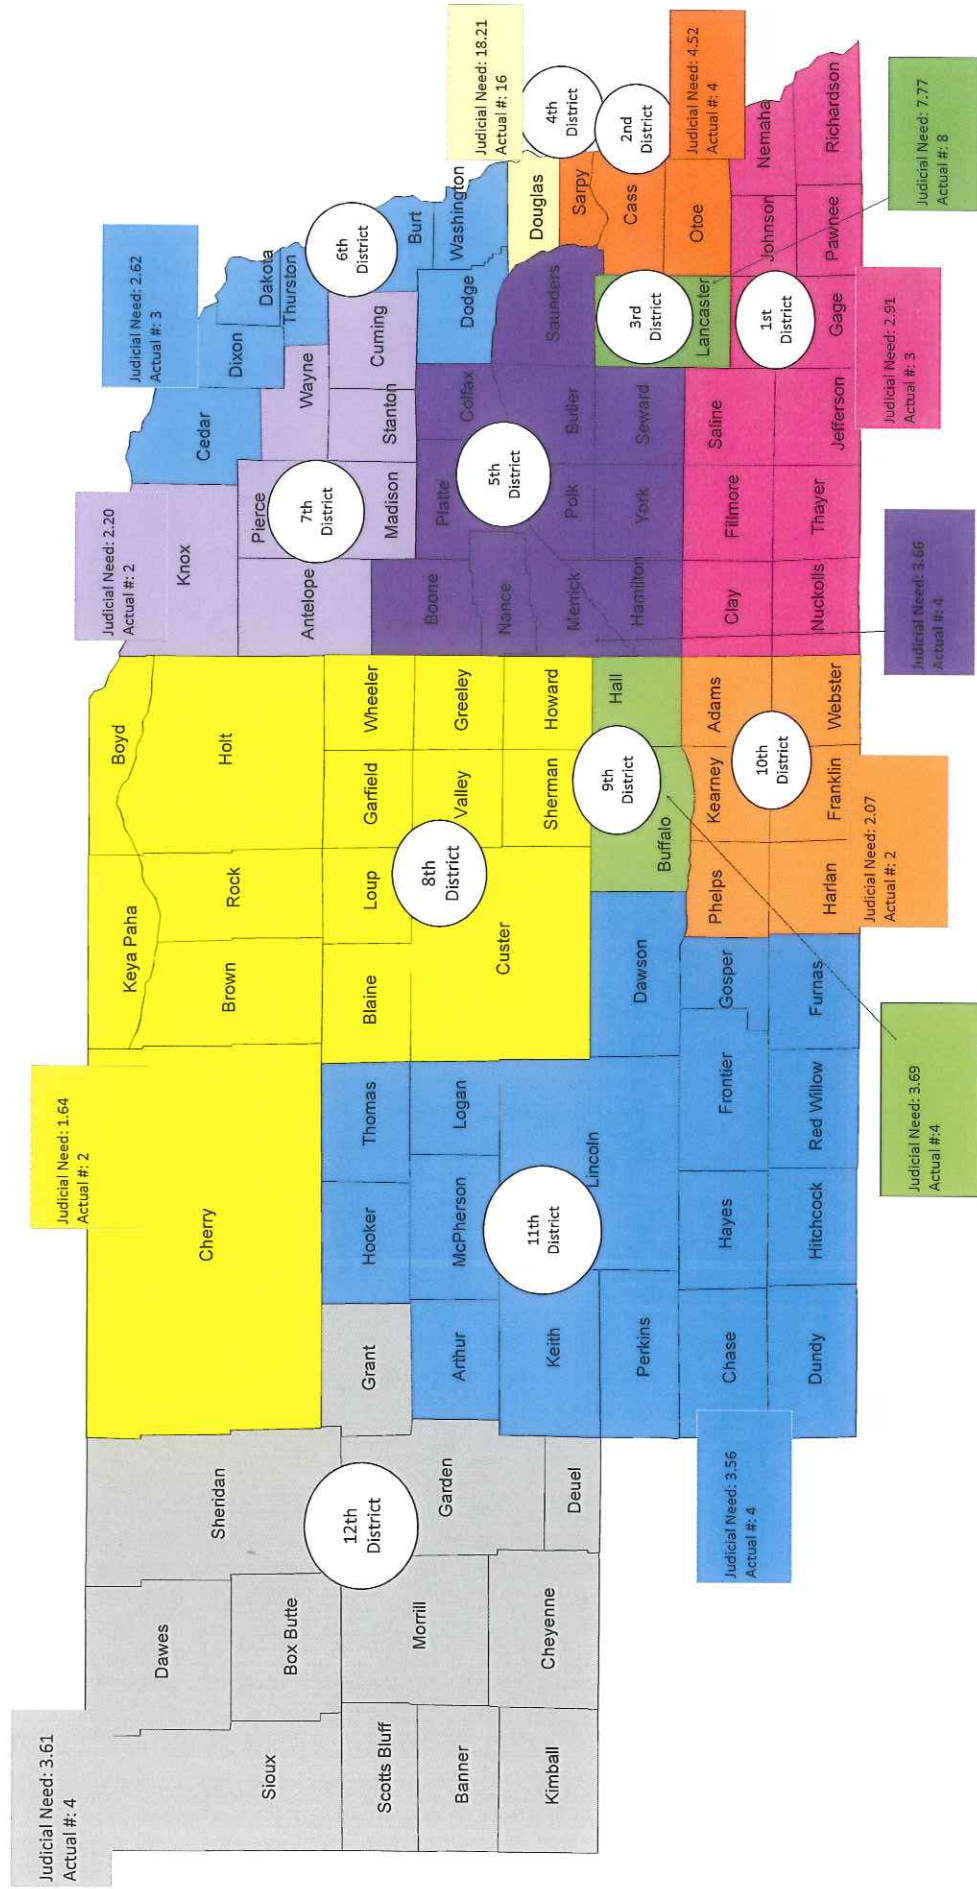 Judicial Need: 3.61
Actual #: 4
Judicial Need: 1.64
Actual #: 2
Judicial Need: 2.20
Actual #: 2
Judicial Need: 2.62
Actual #: 3
Judicial Need: 18.21
Actual #: 16
Judicial Need: 4.52
Actual #: 4
Judicial Need: 7.77
Actual #: 8
Judicial Need: 2.91
Actual #: 3
Judicial Need: 3.66
Actual #: 4
Judicial Need: 2.07
Actual #: 2
Judicial Need: 3.69
Actual #:4
Judicial Need: 3.56
Actual #: 4
12th
District
Sioux
Dawes
Sheridan
Box Butte
Scotts Bluff
Banner
Kimball
Morrill
Cheyenne
Garden
Deuel
Grant
8th
District
Cherry
Keya Paha
Boyd
Brown
Rock
Holt
Blaine
Loup
Garfield
Wheeler
Custer
Valley
Greeley
Sherman
Howard
11th
District
Hooker
Thomas
Arthur
McPherson
Logan
Keith
Lincoln
Perkins
Dawson
Chase
Hayes
Frontier
Gosper
Dundy
Hitchcock
Red Willow
Furnas
9th
District
Buffalo
Hall
10th
District
Phelps
Kearney
Adams
Harlan
Franklin
Webster
7th
District
Knox
Antelope
Pierce
Wayne
Madison
Stanton
Cuming
6th
District
Cedar
Dixon
Dakota
Thurston
Burt
Dodge
Washington
5th
District
Boone
Platte
Colfax
Nance
Merrick
Polk
Butler
Saunders
Hamilton
York
Seward
4th
District
Douglas
2nd
District
Sarpy
Cass
Otoe
3rd
District
Lancaster
1st
District
Clay
Fillmore
Saline
Nuckolls
Thayer
Jefferson
Gage
Johnson
Nemaha
Pawnee
Richardson